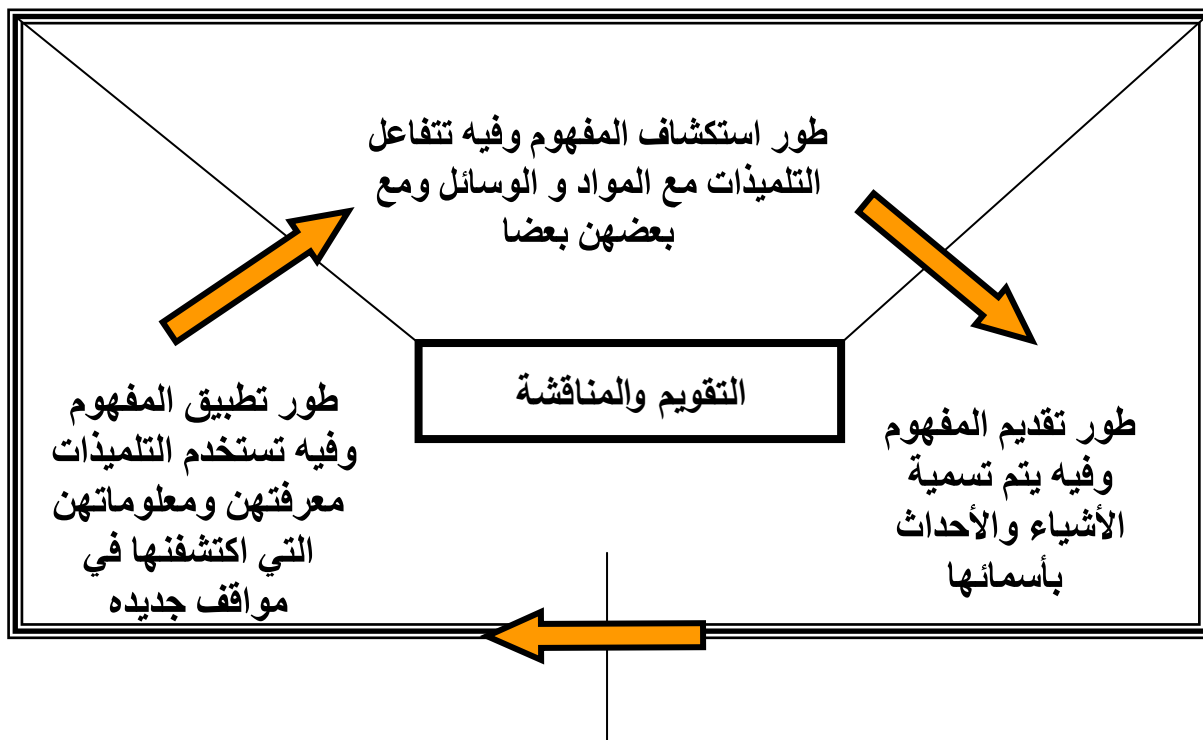 طور استكشاف المفهوم وفيه تتفاعل
التلميذات مع المواد و الوسائل ومع
بعضهن بعضا
التقويم والمناقشة
طور تقديم المفهوم
وفيه يتم تسمية
الأشياء والأحداث
بأسمائها
طور تطبيق المفهوم
وفيه تستخدم التلميذات
معرفتهن ومعلوماتهن
التي اكتشفنها في
مواقف جديده